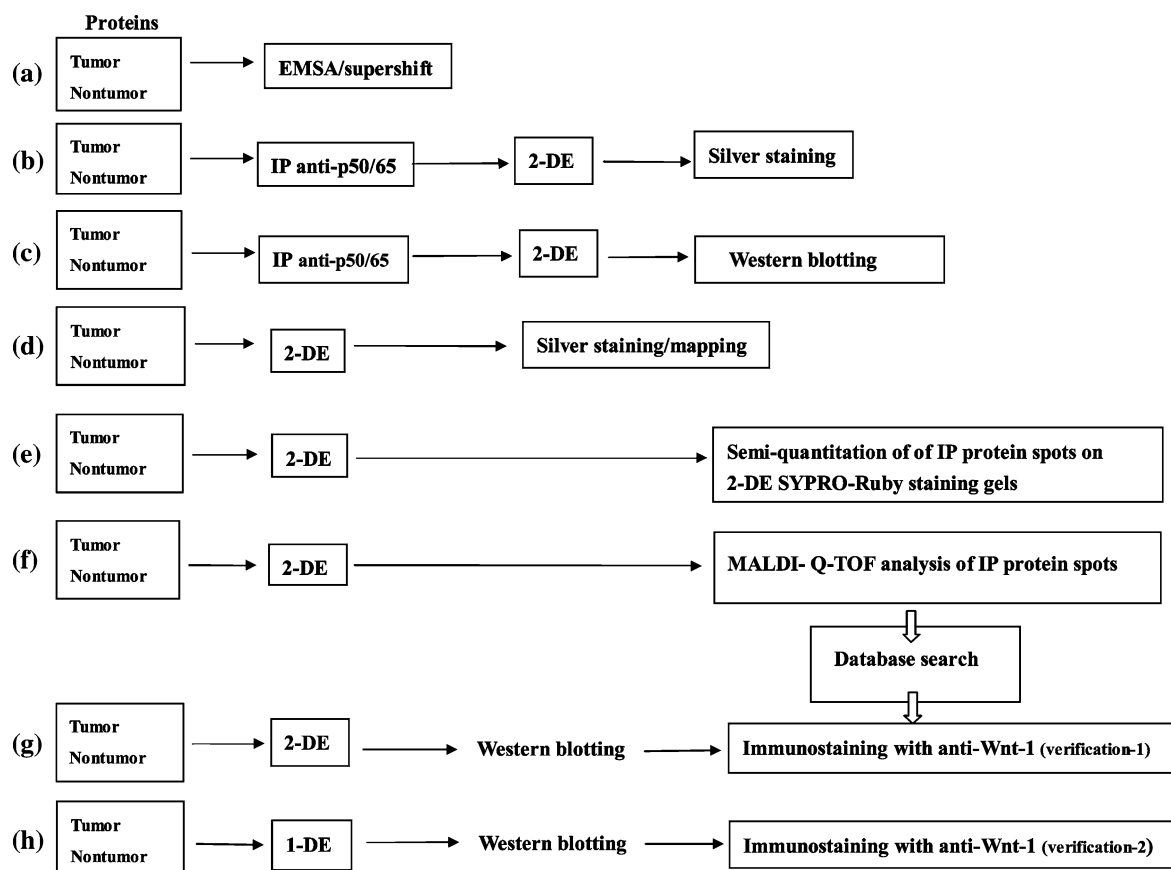 Proteins
(a)
Tumor
Nontumor
EMSA/supershift
(b)
Tumor
Nontumor
IP anti-p50/65
2-DE
Silver staining
(c)
Tumor
Nontumor
IP anti-p50/65
2-DE
Western blotting
(d)
Tumor
Nontumor
2-DE
Silver staining/mapping
(e)
Tumor
Nontumor
2-DE
Semi-quantitation of of IP protein spots on
2-DE SYPRO-Ruby staining gels
(f)
Tumor
Nontumor
2-DE
MALDI- Q-TOF analysis of IP protein spots
Database search
(g)
Tumor
Nontumor
2-DE
Western blotting
Immunostaining with anti-Wnt-1 (verification-1)
(h)
Tumor
Nontumor
1-DE
Western blotting
Immunostaining with anti-Wnt-1 (verification-2)